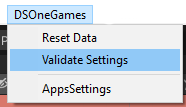 DSOneGames
Reset Data
Validate Settings
AppsSettings